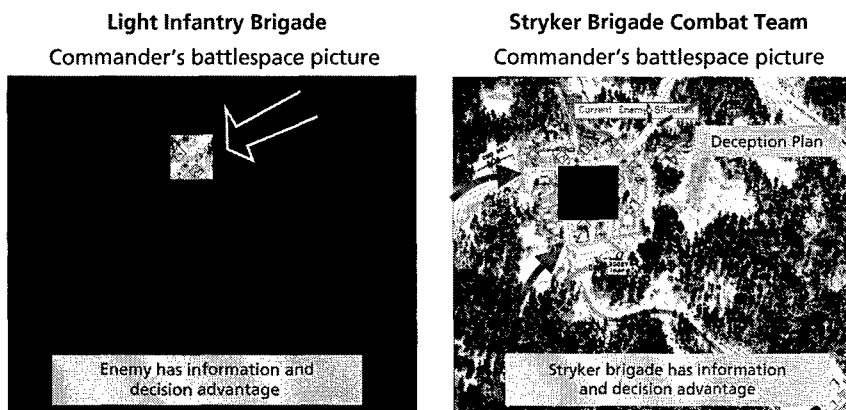 Light Infantry Brigade
Commander's battlespace picture
Enemy has information and
decision advantage
Stryker Brigade Combat Team
Commander's battlespace picture
Current Enemy Situation
Deception Plan
Stryker brigade has information
and decision advantage